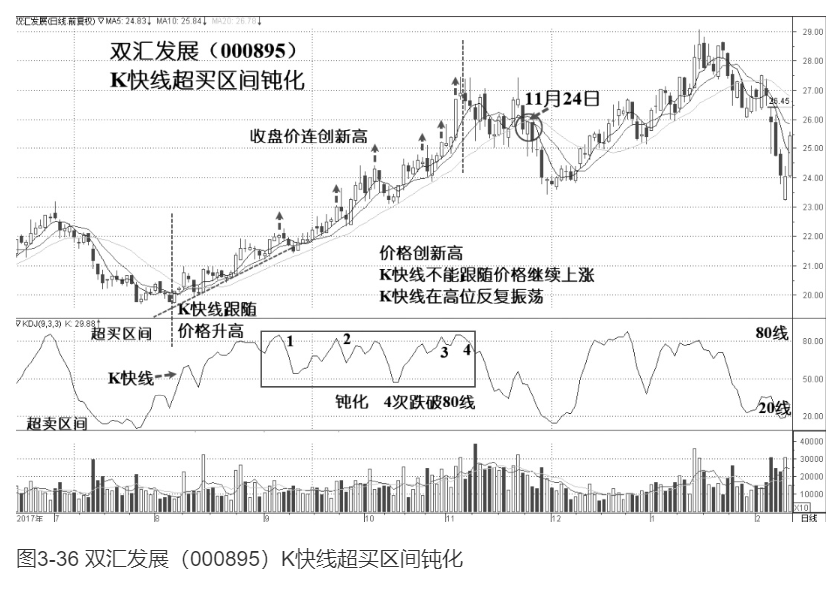 双汇发展(日线.前复权) ▽MA5: 24.83↓ MA10: 25.84↓ MA20: 26.78↓
双汇发展（000895）
K快线超买区间钝化
29.00
28.00
27.00
26.45
11月24日
26.00
收盘价连创新高
25.00
24.00
23.00
22.00
价格创新高
K快线不能跟随价格继续上涨
K快线在高位反复振荡
21.00
20.00
K快线跟随
价格升高
▽KDJ(9,3,3) K: 29.88↑
超买区间
80线
1
2
3
4
80.00
K快线
50.00
钝化 4次跌破80线
20线
20.00
超卖区间
40000
30000
20000
10000
X10
2017年 7 8 9 10 11 12 1 2 日线
图3-36 双汇发展（000895）K快线超买区间钝化